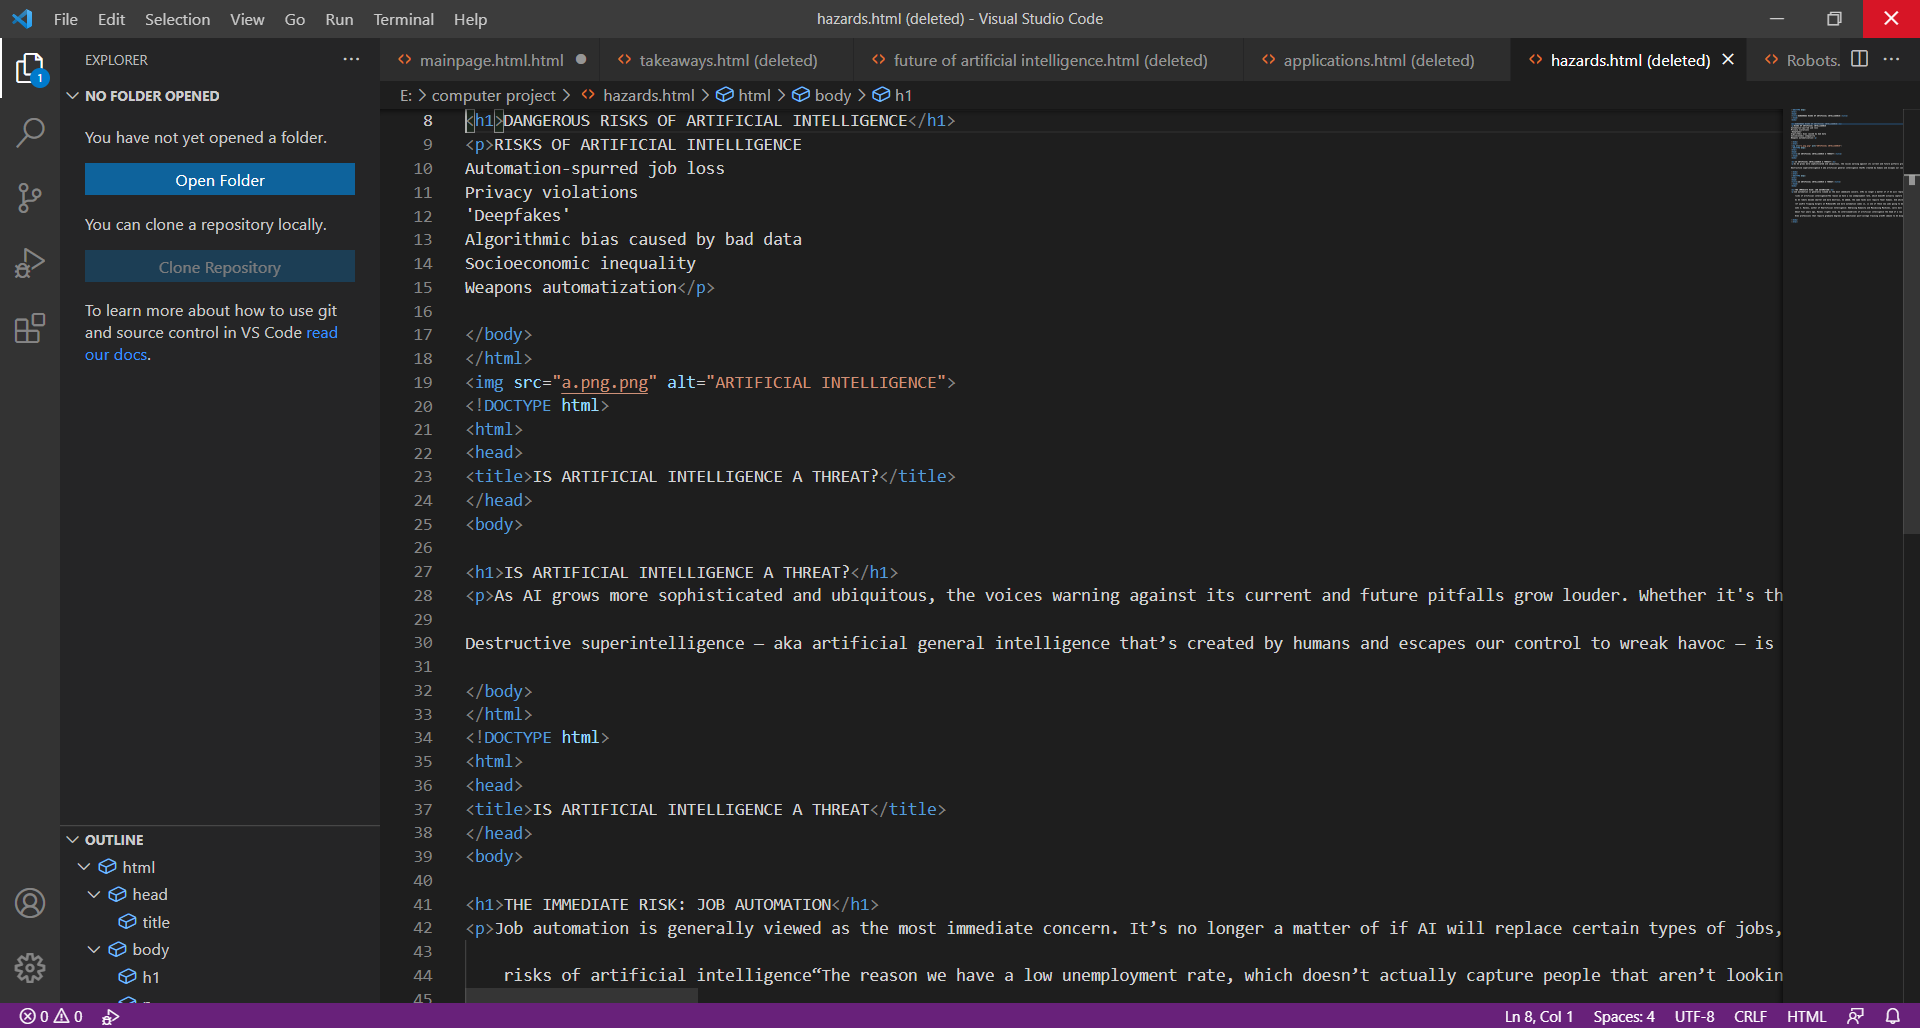 File Edit Selection View Go Run Terminal Help
hazards.html (deleted) - Visual Studio Code
EXPLORER
mainpage.html.html
takeaways.html (deleted)
future of artificial intelligence.html (deleted)
applications.html (deleted)
hazards.html (deleted)
Robots.
1
NO FOLDER OPENED
You have not yet opened a folder.
Open Folder
You can clone a repository locally.
Clone Repository
To learn more about how to use git
and source control in VS Code read
our docs.
OUTLINE
html
head
title
body
h1
E: > computer project > hazards.html > html > body > h1
8 <h1>DANGEROUS RISKS OF ARTIFICIAL INTELLIGENCE</h1>
9 <p>RISKS OF ARTIFICIAL INTELLIGENCE
10 Automation-spurred job loss
11 Privacy violations
12 'Deepfakes'
13 Algorithmic bias caused by bad data
14 Socioeconomic inequality
15 Weapons automatization</p>
16
17 </body>
18 </html>
19 <img src="a.png.png" alt="ARTIFICIAL INTELLIGENCE">
20 <!DOCTYPE html>
21 <html>
22 <head>
23 <title>IS ARTIFICIAL INTELLIGENCE A THREAT?</title>
24 </head>
25 <body>
26
27 <h1>IS ARTIFICIAL INTELLIGENCE A THREAT?</h1>
28 <p>As AI grows more sophisticated and ubiquitous, the voices warning against its current and future pitfalls grow louder. Whether it's th
29
30 Destructive superintelligence — aka artificial general intelligence that’s created by humans and escapes our control to wreak havoc — is
31
32 </body>
33 </html>
34 <!DOCTYPE html>
35 <html>
36 <head>
37 <title>IS ARTIFICIAL INTELLIGENCE A THREAT</title>
38 </head>
39 <body>
40
41 <h1>THE IMMEDIATE RISK: JOB AUTOMATION</h1>
42 <p>Job automation is generally viewed as the most immediate concern. It’s no longer a matter of if AI will replace certain types of jobs,
43
44 risks of artificial intelligence“The reason we have a low unemployment rate, which doesn’t actually capture people that aren’t lookin
45
0 0
Ln 8, Col 1 Spaces: 4 UTF-8 CRLF HTML